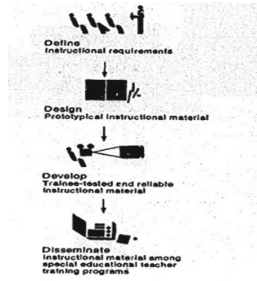 Define
Instructional requirements
Design
Prototypical instructional material
Develop
Trainee-tested and reliable
instructional material
Disseminate
Instructional material among
special educational teacher
training programs